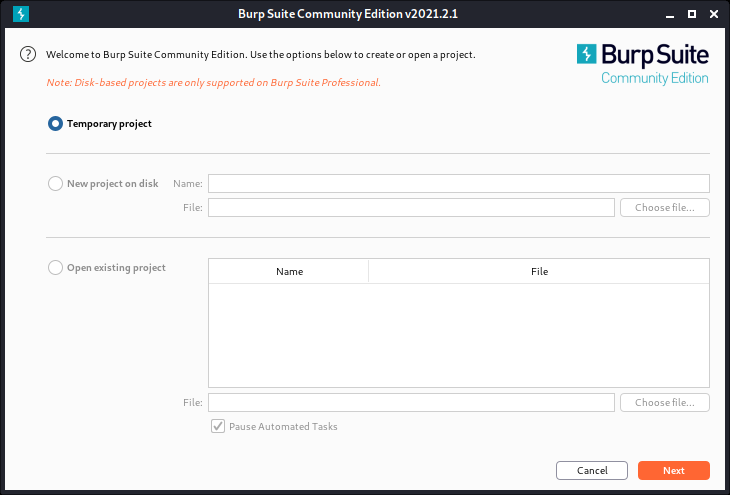 Burp Suite Community Edition v2021.2.1
Welcome to Burp Suite Community Edition. Use the options below to create or open a project.
Note: Disk-based projects are only supported on Burp Suite Professional.
Burp Suite
Community Edition
Temporary project
New project on disk Name:
File: Choose file...
Open existing project
Name File
File: Choose file...
Pause Automated Tasks
Cancel Next